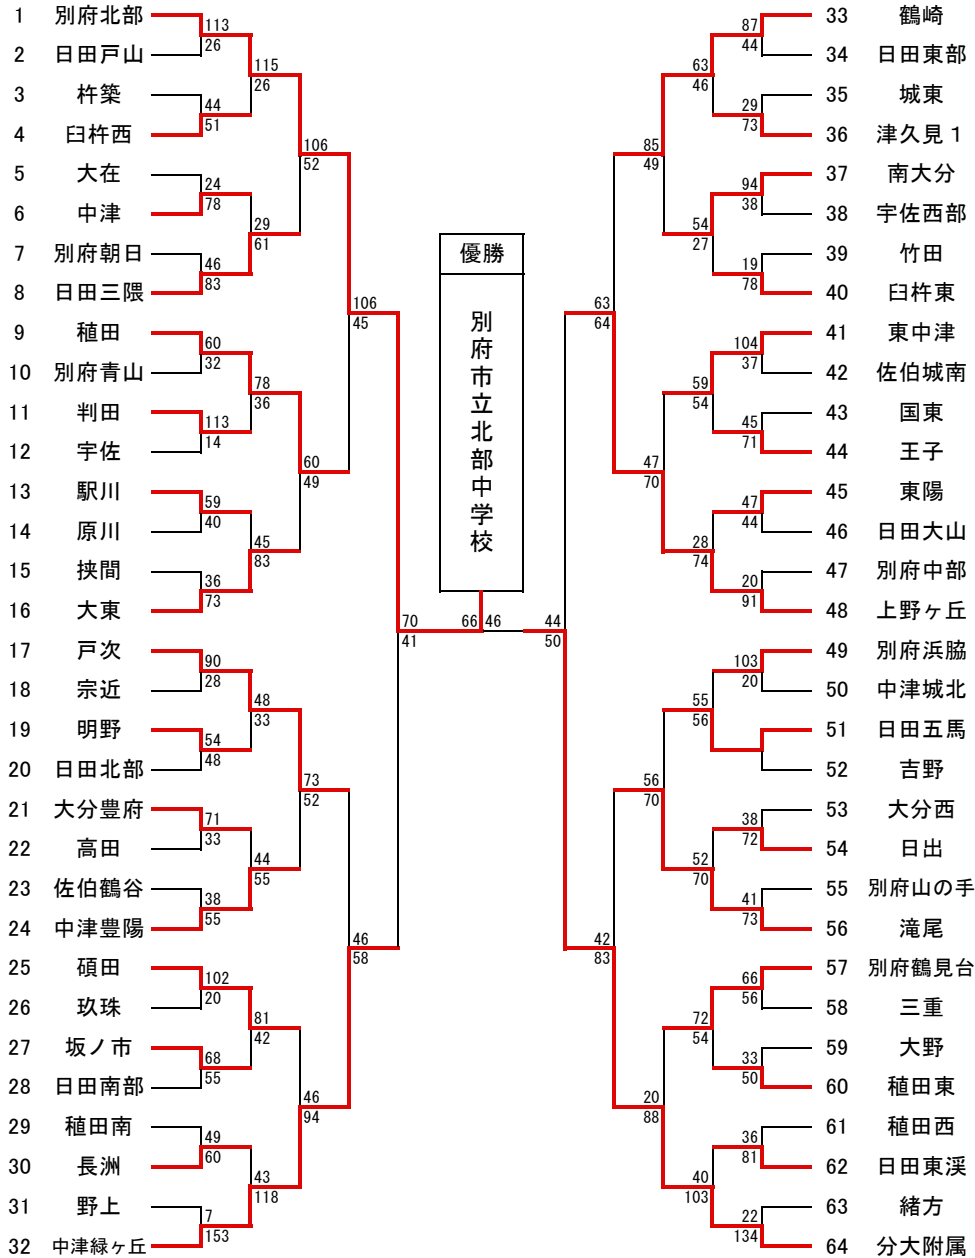 1 別府北部
113
26
2 日田戸山
115
26
3 杵築
44
51
4 臼杵西
106
52
5 大在
24
78
6 中津
29
61
7 別府朝日
46
83
8 日田三隈
106
45
9 稙田
60
32
10 別府青山
78
36
11 判田
113
14
12 宇佐
60
49
13 駅川
59
40
14 原川
45
83
15 挾間
36
73
16 大東
70
41
17 戸次
90
28
18 宗近
48
33
19 明野
54
48
20 日田北部
73
52
21 大分豊府
71
33
22 高田
44
55
23 佐伯鶴谷
38
55
24 中津豊陽
46
58
25 碩田
102
20
26 玖珠
81
42
27 坂ノ市
68
55
28 日田南部
46
94
29 稙田南
49
60
30 長洲
43
118
31 野上
7
153
32 中津緑ヶ丘
優勝
別府市立北部中学校
66 46
87
44
33 鶴崎
34 日田東部
63
46
29
73
35 城東
36 津久見1
85
49
94
38
37 南大分
38 宇佐西部
54
27
19
78
39 竹田
40 臼杵東
63
64
104
37
41 東中津
42 佐伯城南
59
54
45
71
43 国東
44 王子
47
70
47
44
45 東陽
46 日田大山
28
74
20
91
47 別府中部
48 上野ヶ丘
44
50
103
20
49 別府浜脇
50 中津城北
55
56
51 日田五馬
52 吉野
56
70
38
72
53 大分西
54 日出
52
70
41
73
55 別府山の手
56 滝尾
42
83
66
56
57 別府鶴見台
58 三重
72
54
33
50
59 大野
60 稙田東
20
88
36
81
61 稙田西
62 日田東渓
40
103
22
134
63 緒方
64 分大附属